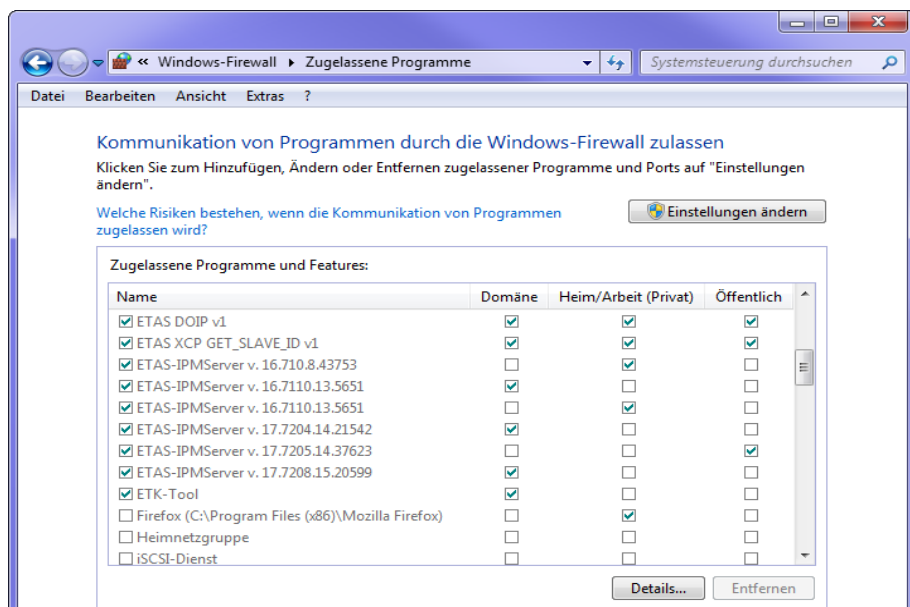 « Windows-Firewall Zugelassene Programme Systemsteuerung durchsuchen
Datei Bearbeiten Ansicht Extras ?
Kommunikation von Programmen durch die Windows-Firewall zulassen
Klicken Sie zum Hinzufügen, Ändern oder Entfernen zugelassener Programme und Ports auf "Einstellungen
ändern".
Welche Risiken bestehen, wenn die Kommunikation von Programmen
zugelassen wird?
Einstellungen ändern
Zugelassene Programme und Features:
Name Domäne Heim/Arbeit (Privat) Öffentlich
ETAS DOIP v1
ETAS XCP GET_SLAVE_ID v1
ETAS-IPMServer v. 16.710.8.43753
ETAS-IPMServer v. 16.7110.13.5651
ETAS-IPMServer v. 16.7110.13.5651
ETAS-IPMServer v. 17.7204.14.21542
ETAS-IPMServer v. 17.7205.14.37623
ETAS-IPMServer v. 17.7208.15.20599
ETK-Tool
Firefox (C:\Program Files (x86)\Mozilla Firefox)
Heimnetzgruppe
iSCSI-Dienst
Details... Entfernen